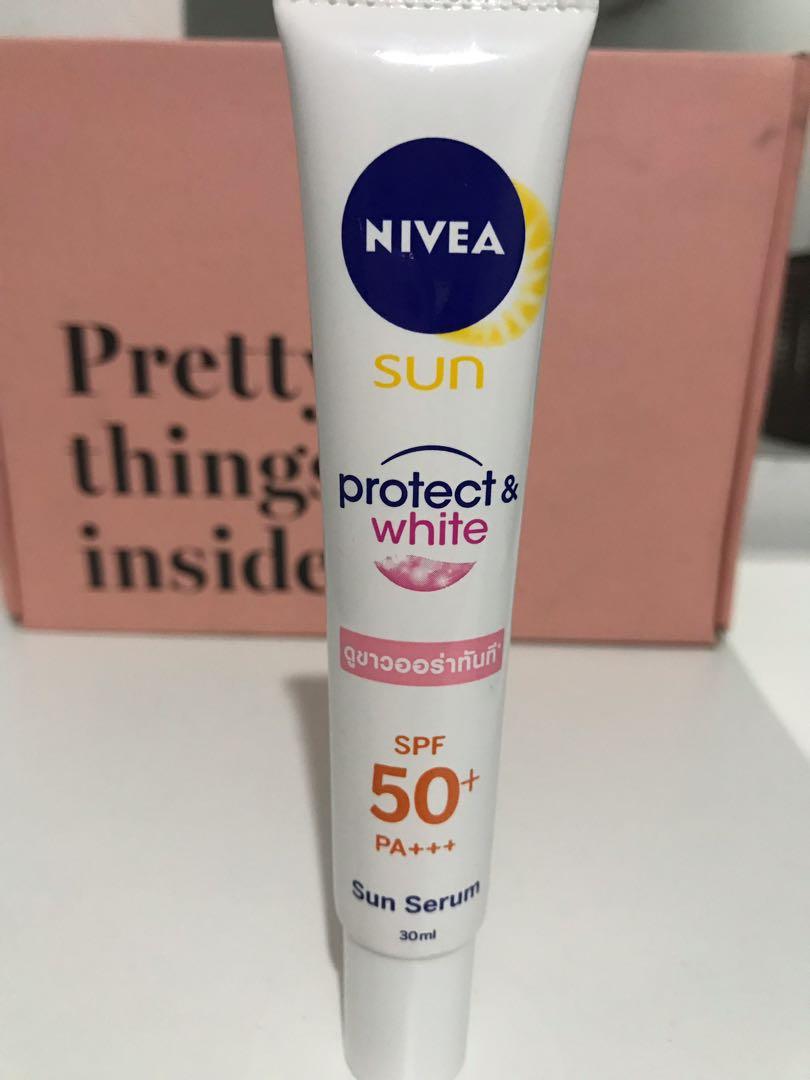 NIVEA
sun
protect &
white
ดูขาวออร่าทันที*
SPF
50+
PA+++
Sun Serum
30ml
Pretty
things
inside